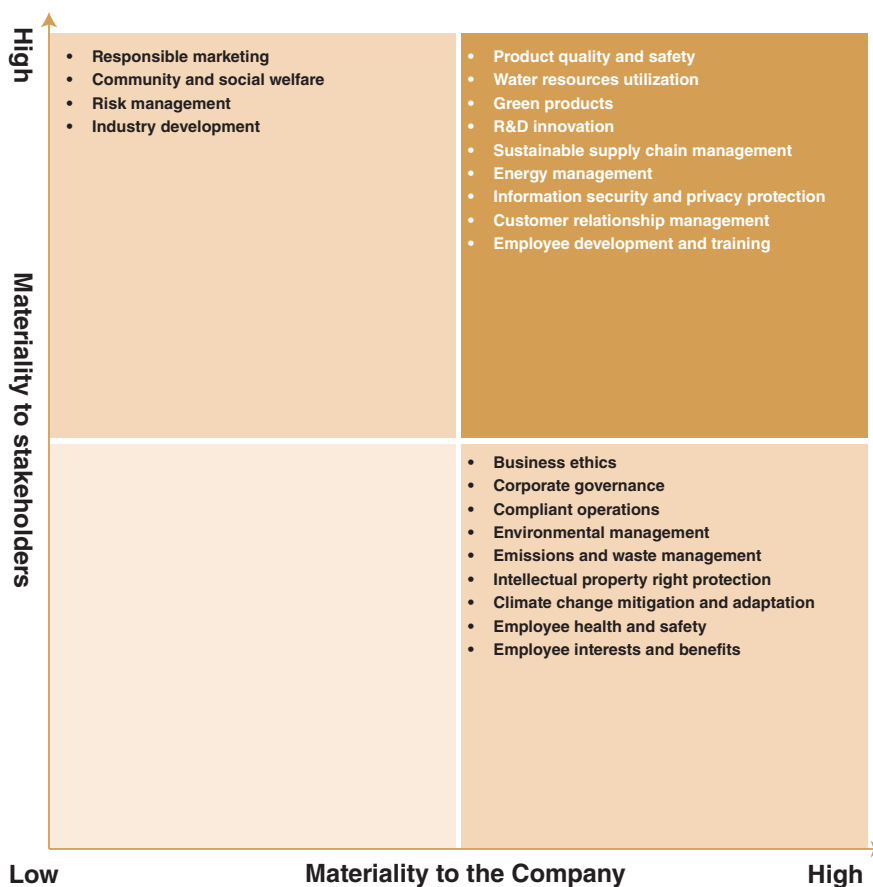 High
• Responsible marketing
• Community and social welfare
• Risk management
• Industry development
• Product quality and safety
• Water resources utilization
• Green products
• R&D innovation
• Sustainable supply chain management
• Energy management
• Information security and privacy protection
• Customer relationship management
• Employee development and training
Materiality to stakeholders
• Business ethics
• Corporate governance
• Compliant operations
• Environmental management
• Emissions and waste management
• Intellectual property right protection
• Climate change mitigation and adaptation
• Employee health and safety
• Employee interests and benefits
Low
Materiality to the Company
High